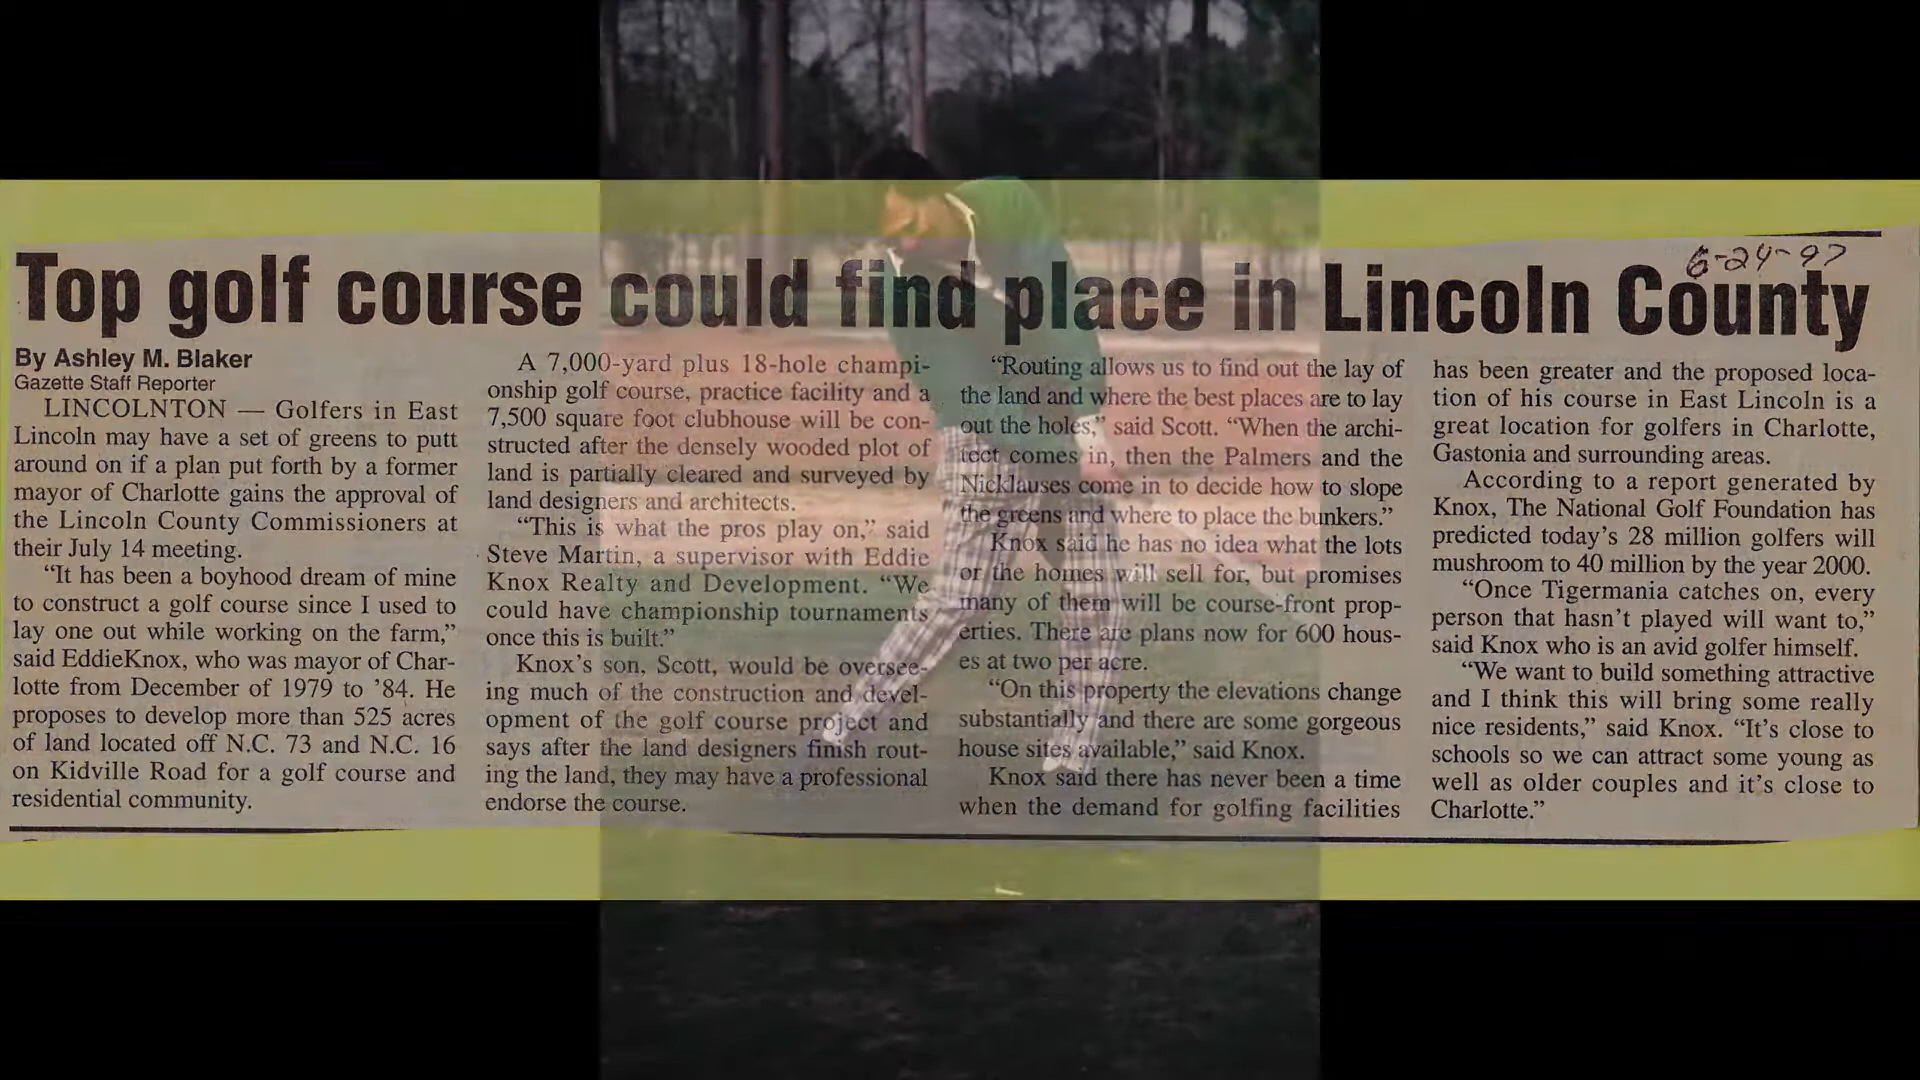 6-24-97
Top golf course could find place in Lincoln County
By Ashley M. Blaker
Gazette Staff Reporter
LINCOLNTON — Golfers in East
Lincoln may have a set of greens to putt
around on if a plan put forth by a former
mayor of Charlotte gains the approval of
the Lincoln County Commissioners at
their July 14 meeting.
“It has been a boyhood dream of mine
to construct a golf course since I used to
lay one out while working on the farm,”
said EddieKnox, who was mayor of Char-
lotte from December of 1979 to ’84. He
proposes to develop more than 525 acres
of land located off N.C. 73 and N.C. 16
on Kidville Road for a golf course and
residential community.
A 7,000-yard plus 18-hole champi-
onship golf course, practice facility and a
7,500 square foot clubhouse will be con-
structed after the densely wooded plot of
land is partially cleared and surveyed by
land designers and architects.
“This is what the pros play on,” said
Steve Martin, a supervisor with Eddie
Knox Realty and Development. “We
could have championship tournaments
once this is built.”
Knox’s son, Scott, would be oversee-
ing much of the construction and devel-
opment of the golf course project and
says after the land designers finish rout-
ing the land, they may have a professional
endorse the course.
“Routing allows us to find out the lay of
the land and where the best places are to lay
out the holes,” said Scott. “When the archi-
tect comes in, then the Palmers and the
Nicklauses come in to decide how to slope
the greens and where to place the bunkers.”
Knox said he has no idea what the lots
or the homes will sell for, but promises
many of them will be course-front prop-
erties. There are plans now for 600 hous-
es at two per acre.
“On this property the elevations change
substantially and there are some gorgeous
house sites available,” said Knox.
Knox said there has never been a time
when the demand for golfing facilities
has been greater and the proposed loca-
tion of his course in East Lincoln is a
great location for golfers in Charlotte,
Gastonia and surrounding areas.
According to a report generated by
Knox, The National Golf Foundation has
predicted today’s 28 million golfers will
mushroom to 40 million by the year 2000.
“Once Tigermania catches on, every
person that hasn’t played will want to,”
said Knox who is an avid golfer himself.
“We want to build something attractive
and I think this will bring some really
nice residents,” said Knox. “It’s close to
schools so we can attract some young as
well as older couples and it’s close to
Charlotte.”